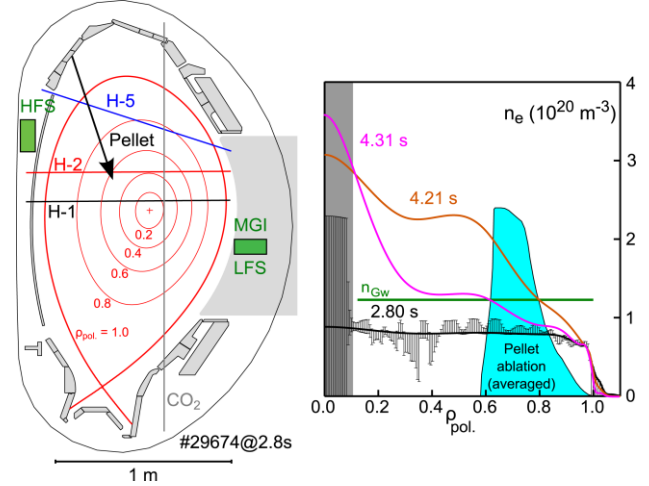 HFS
H-5
Pellet
H-2
H-1
MGI
LFS
0.2
0.4
0.6
0.8
ρpol. = 1.0
CO2
#29674@2.8s
1 m
ne (10^20 m^-3)
4.31 s
4.21 s
nGw
2.80 s
Pellet
ablation
(averaged)
4
3
2
1
0
0.0
0.2
0.4
0.6
0.8
1.0
ρpol.